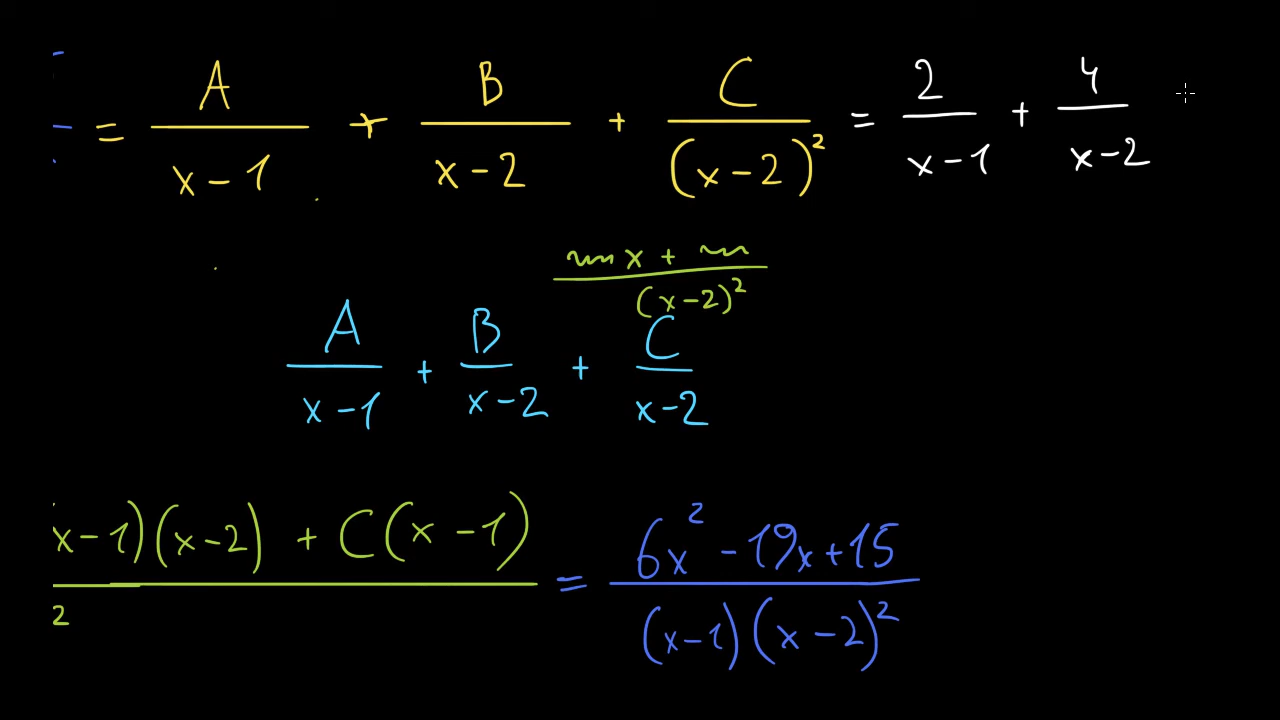 = A/(x-1) + B/(x-2) + C/(x-2)² = 2/(x-1) + 4/(x-2)
x + / (x-2)²
A/(x-1) + B/(x-2) + C/(x-2)
x-1)(x-2) + C(x-1) / 2 = 6x²-19x+15 / (x-1)(x-2)²